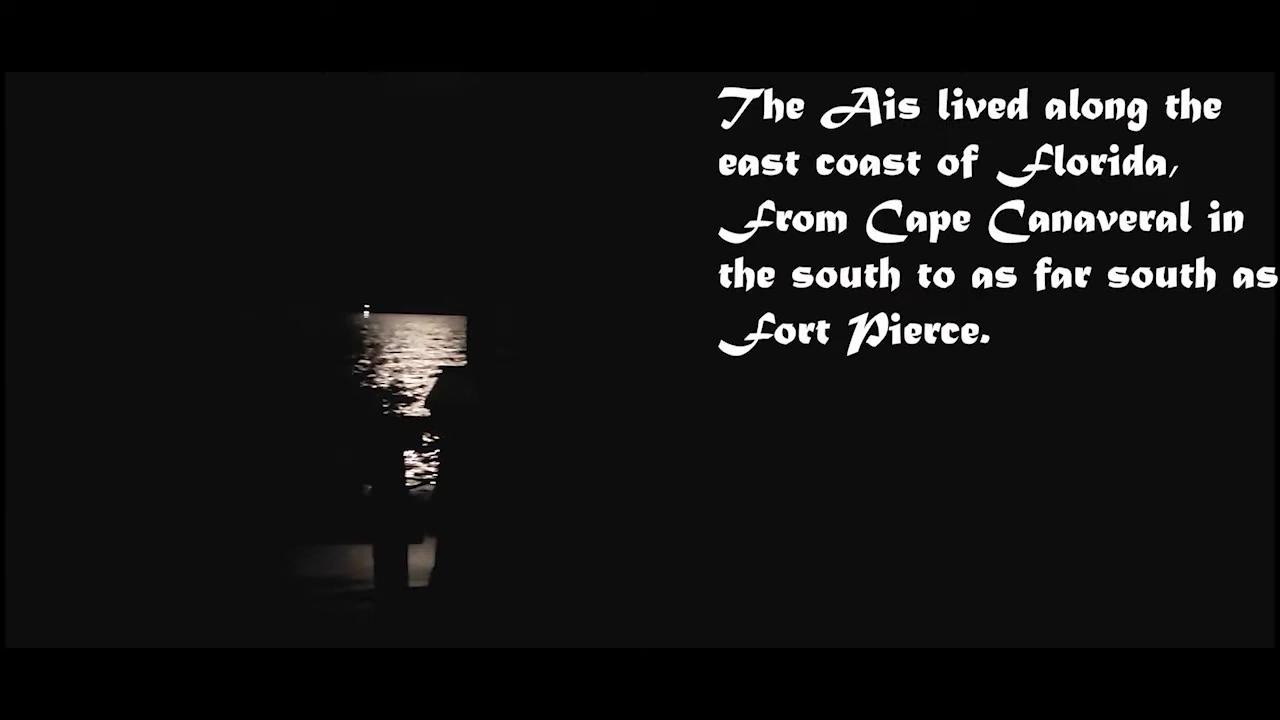 The Ais lived along the
east coast of Florida,
From Cape Canaveral in
the south to as far south as
Fort Pierce.